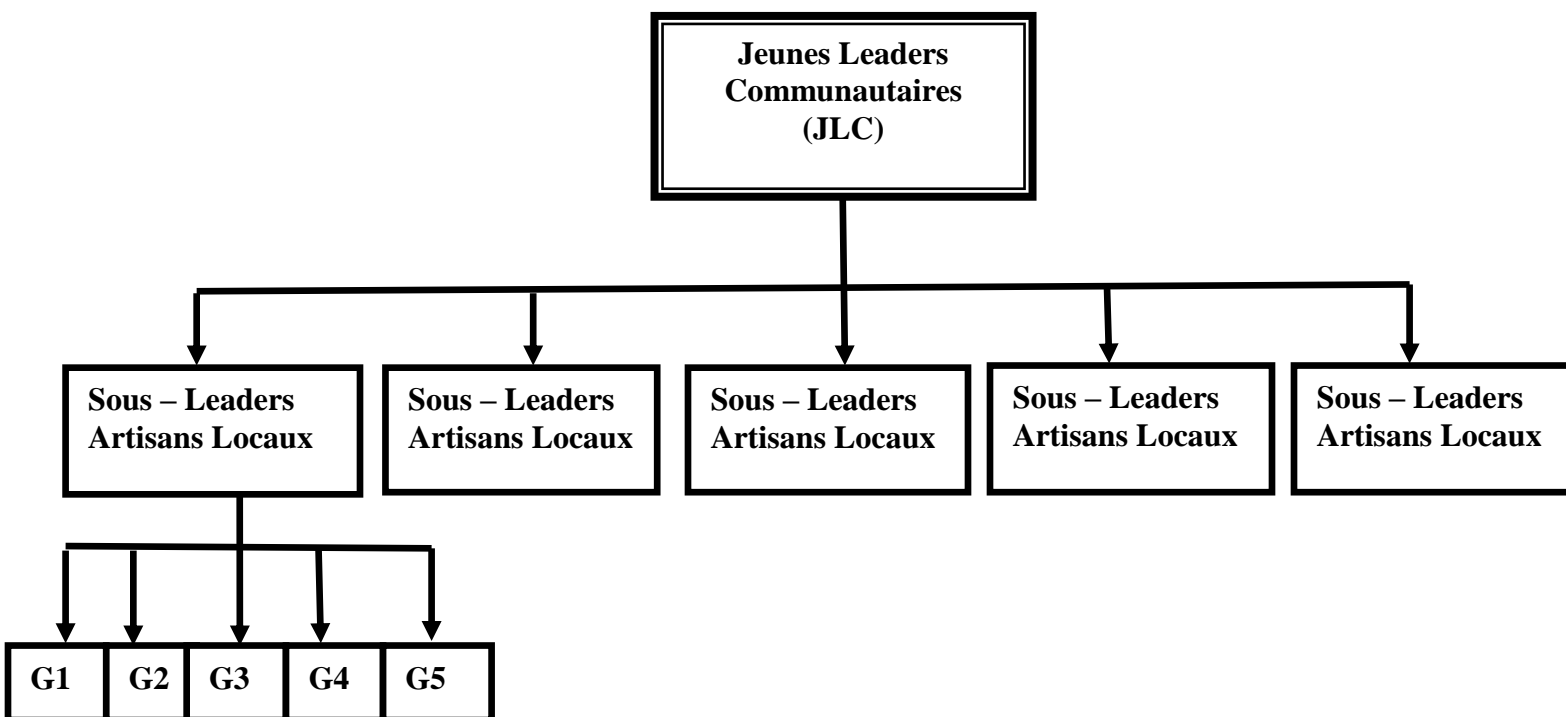 Jeunes Leaders
Communautaires
(JLC)
Sous – Leaders
Artisans Locaux
Sous – Leaders
Artisans Locaux
Sous – Leaders
Artisans Locaux
Sous – Leaders
Artisans Locaux
Sous – Leaders
Artisans Locaux
G1
G2
G3
G4
G5